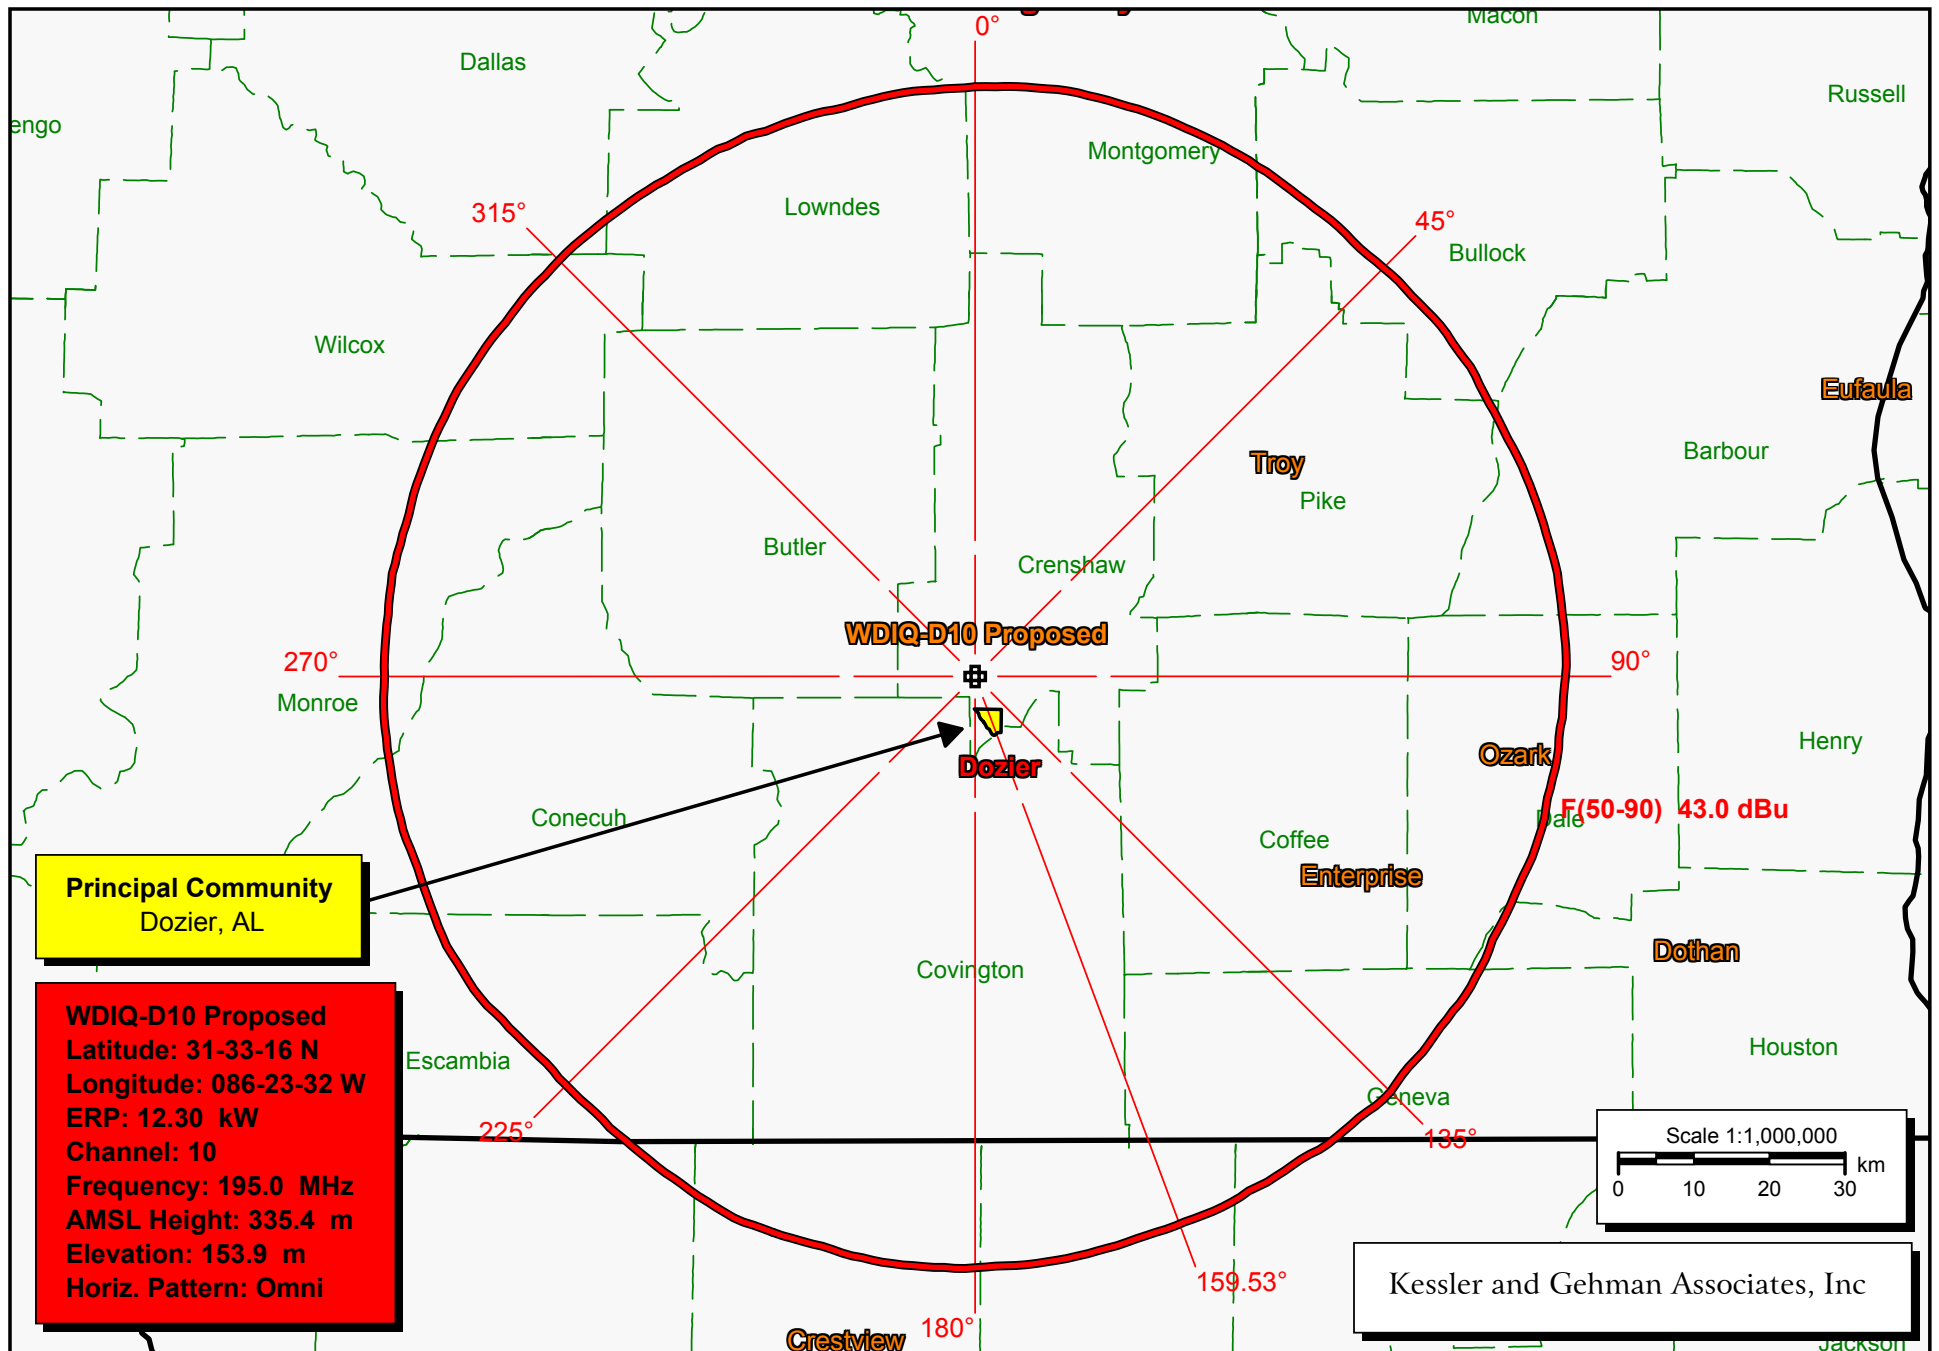 Macon
0°
Dallas
Russell
engo
Montgomery
Lowndes
315°
45°
Bullock
Wilcox
Eufaula
Barbour
Troy
Pike
Butler
Crenshaw
WDIQ-D10 Proposed
270°
90°
Monroe
Henry
Ozark
Dozier
F(50-90) 43.0 dBu
Dale
Conecuh
Coffee
Enterprise
Principal Community
Dozier, AL
Dothan
Covington
WDIQ-D10 Proposed
Latitude: 31-33-16 N
Longitude: 086-23-32 W
ERP: 12.30 kW
Channel: 10
Frequency: 195.0 MHz
AMSL Height: 335.4 m
Elevation: 153.9 m
Horiz. Pattern: Omni
Escambia
Houston
Geneva
225°
135°
Scale 1:1,000,000
km
0 10 20 30
159.53°
Kessler and Gehman Associates, Inc
180°
Crestview
Jackson